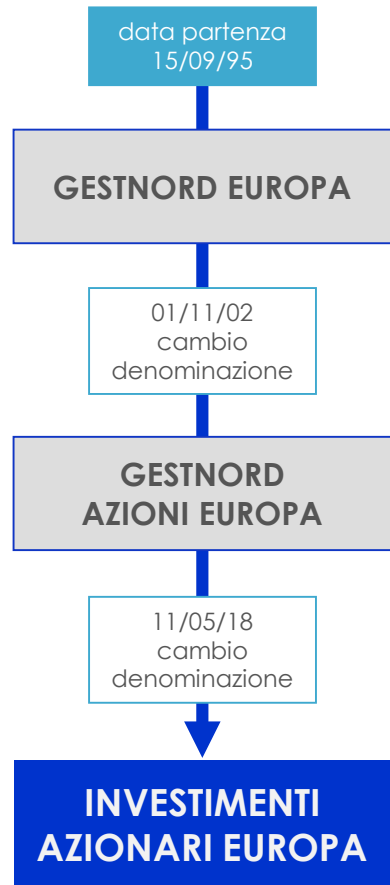 data partenza
15/09/95
GESTNORD EUROPA
01/11/02
cambio
denominazione
GESTNORD
AZIONI EUROPA
11/05/18
cambio
denominazione
INVESTIMENTI
AZIONARI EUROPA